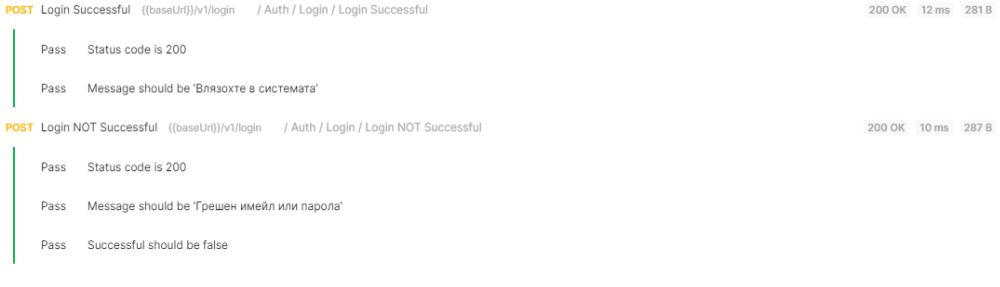 POST Login Successful {{baseUrl}}/v1/login / Auth / Login / Login Successful 200 OK 12 ms 281 B
Pass Status code is 200
Pass Message should be 'Влязохте в системата'
POST Login NOT Successful {{baseUrl}}/v1/login / Auth / Login / Login NOT Successful 200 OK 10 ms 287 B
Pass Status code is 200
Pass Message should be 'Грешен имейл или парола'
Pass Successful should be false